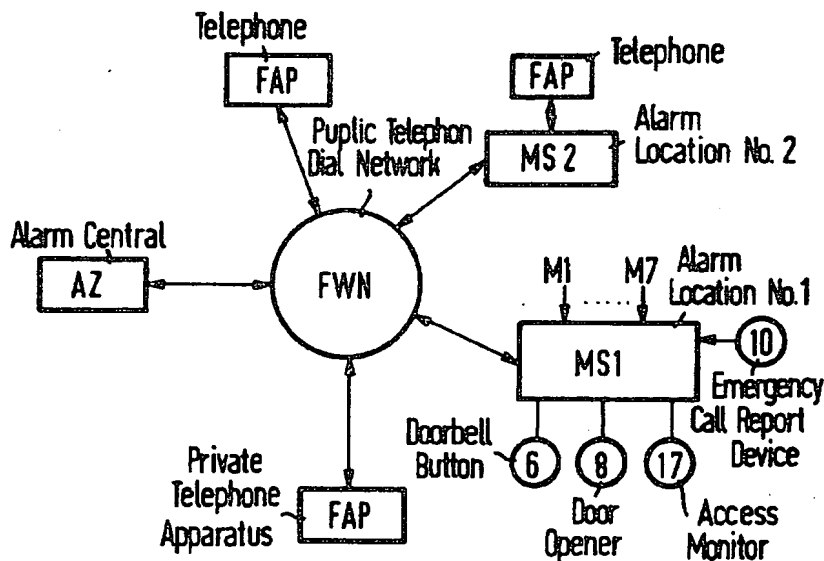 Telephone
FAP
Telephone
FAP
Puplic Telephon
Dial Network
Alarm
Location No. 2
MS2
Alarm Central
AZ
FWN
M1 ..... M7
Alarm
Location No.1
MS1
10
Emergency
Call Report
Device
Doorbell
Button
6
8
17
Door
Opener
Access
Monitor
Private
Telephone
Apparatus
FAP